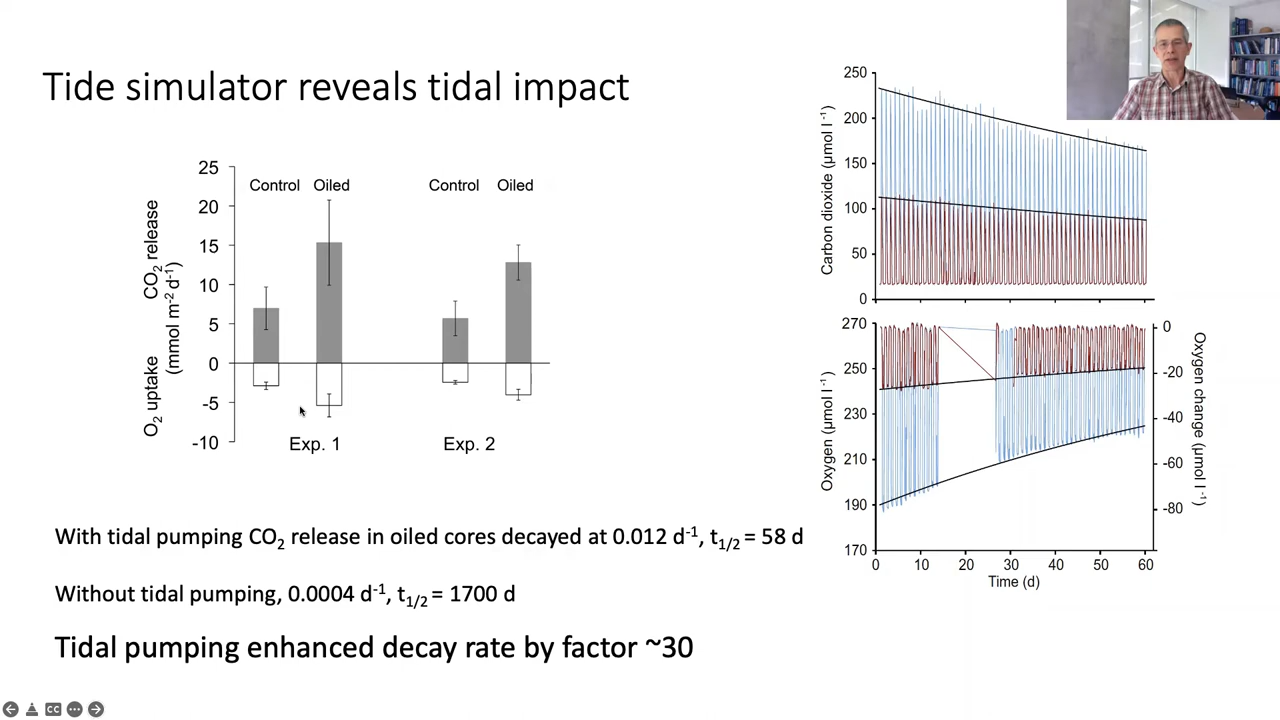 Tide simulator reveals tidal impact
25
20
15
10
5
0
-5
-10
CO2 release
O2 uptake
(mmol m-2 d-1)
Control Oiled Control Oiled
Exp. 1 Exp. 2
250
200
150
100
50
0
Carbon dioxide (µmol l-1)
270
250
230
210
190
170
Oxygen (µmol l-1)
0
-20
-40
-60
-80
Oxygen change (µmol l-1)
0 10 20 30 40 50 60
Time (d)
With tidal pumping CO2 release in oiled cores decayed at 0.012 d-1, t1/2 = 58 d
Without tidal pumping, 0.0004 d-1, t1/2 = 1700 d
Tidal pumping enhanced decay rate by factor ~30
CC